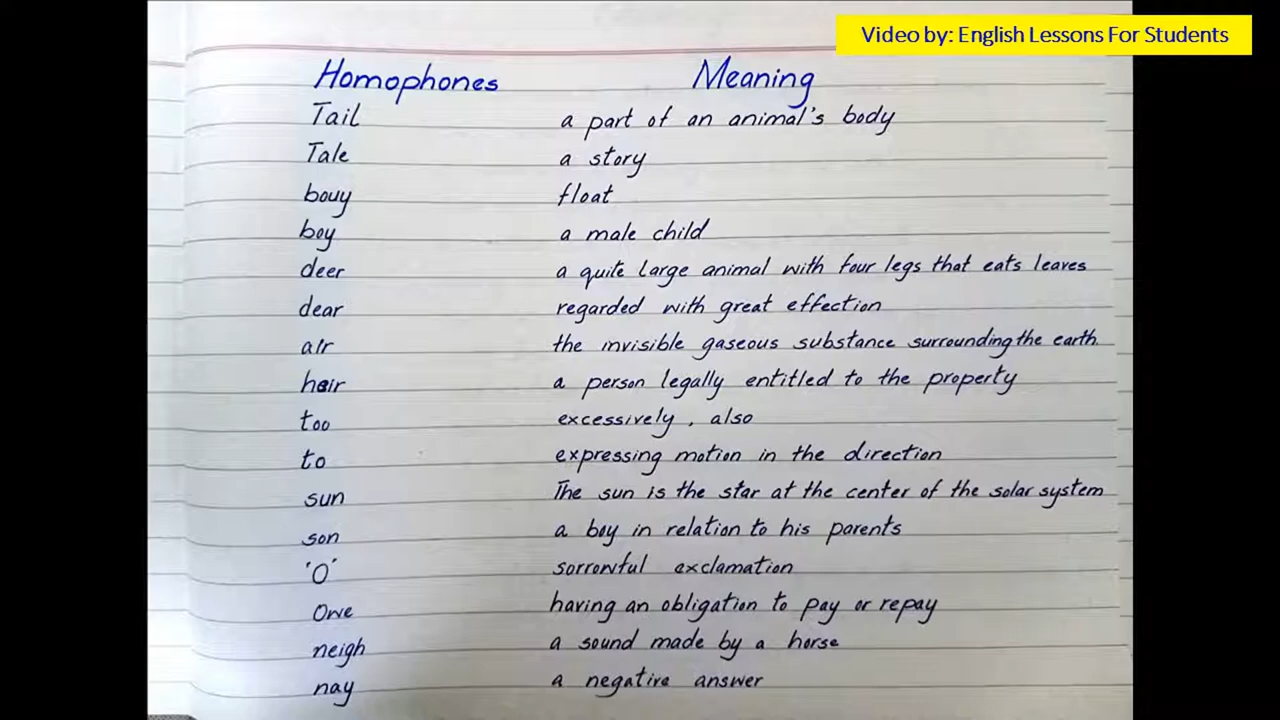 Video by: English Lessons For Students
Homophones Meaning
Tail a part of an animal's body
Tale a story
bouy float
boy a male child
deer a quite large animal with four legs that eats leaves
dear regarded with great effection
air the invisible gaseous substance surrounding the earth.
heir a person legally entitled to the property
too excessively, also
to expressing motion in the direction
sun The sun is the star at the center of the solar system
son a boy in relation to his parents
'O' sorrowful exclamation
owe having an obligation to pay or repay
neigh a sound made by a horse
nay a negative answer